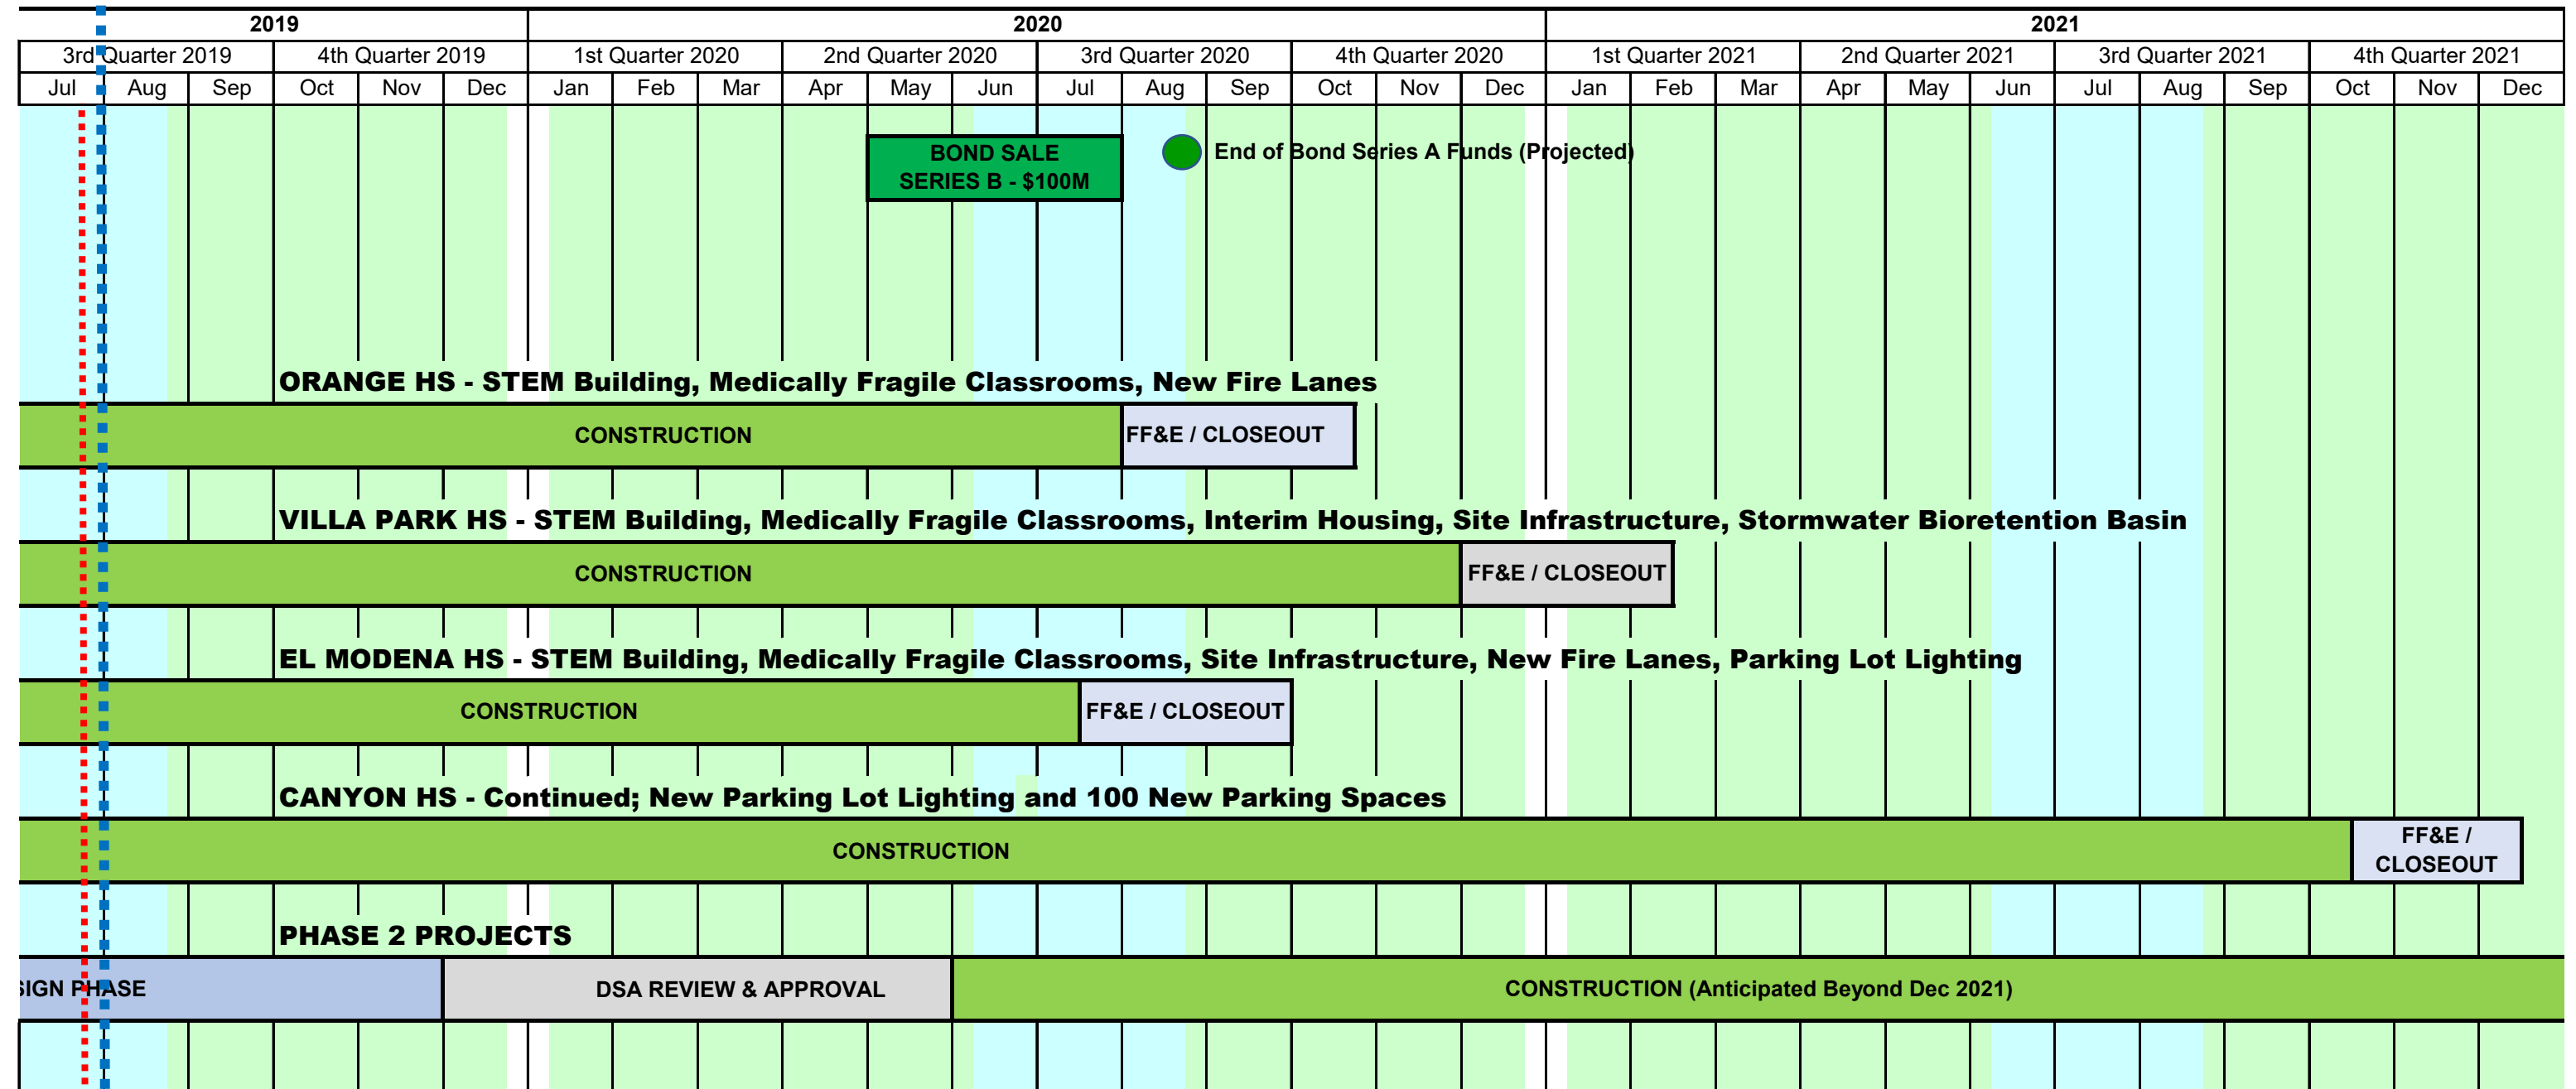 2019 2020 2021
3rd Quarter 2019 4th Quarter 2019 1st Quarter 2020 2nd Quarter 2020 3rd Quarter 2020 4th Quarter 2020 1st Quarter 2021 2nd Quarter 2021 3rd Quarter 2021 4th Quarter 2021
Jul Aug Sep Oct Nov Dec Jan Feb Mar Apr May Jun Jul Aug Sep Oct Nov Dec Jan Feb Mar Apr May Jun Jul Aug Sep Oct Nov Dec
BOND SALE
SERIES B - $100M
End of Bond Series A Funds (Projected)
ORANGE HS - STEM Building, Medically Fragile Classrooms, New Fire Lanes
CONSTRUCTION FF&E / CLOSEOUT
VILLA PARK HS - STEM Building, Medically Fragile Classrooms, Interim Housing, Site Infrastructure, Stormwater Bioretention Basin
CONSTRUCTION FF&E / CLOSEOUT
EL MODENA HS - STEM Building, Medically Fragile Classrooms, Site Infrastructure, New Fire Lanes, Parking Lot Lighting
CONSTRUCTION FF&E / CLOSEOUT
CANYON HS - Continued; New Parking Lot Lighting and 100 New Parking Spaces
CONSTRUCTION
FF&E /
CLOSEOUT
PHASE 2 PROJECTS
SIGN PHASE DSA REVIEW & APPROVAL CONSTRUCTION (Anticipated Beyond Dec 2021)